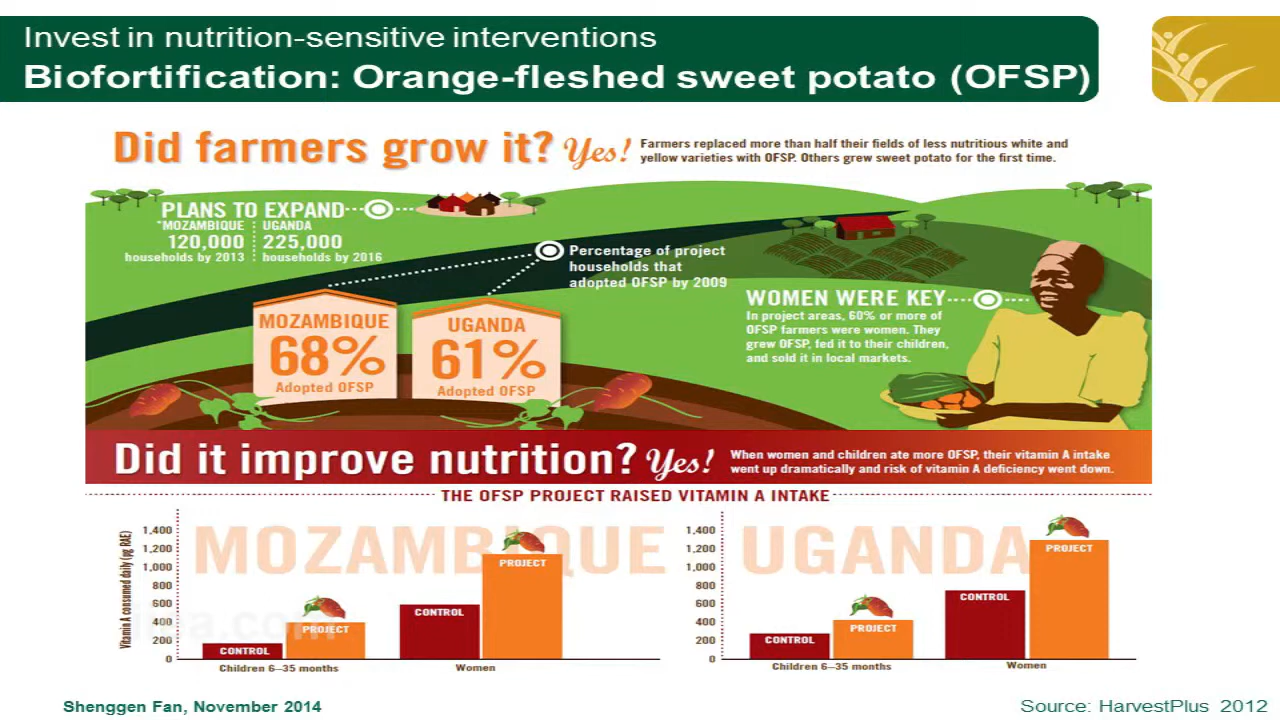 Invest in nutrition-sensitive interventions
Biofortification: Orange-fleshed sweet potato (OFSP)
Did farmers grow it? Yes!
Farmers replaced more than half their fields of less nutritious white and
yellow varieties with OFSP. Others grew sweet potato for the first time.
PLANS TO EXPAND
*MOZAMBIQUE
120,000
households by 2013
UGANDA
225,000
households by 2016
Percentage of project
households that
adopted OFSP by 2009
MOZAMBIQUE
68%
Adopted OFSP
UGANDA
61%
Adopted OFSP
WOMEN WERE KEY
In project areas, 60% or more of
OFSP farmers were women. They
grew OFSP, fed it to their children,
and sold it in local markets.
Did it improve nutrition? Yes!
When women and children ate more OFSP, their vitamin A intake
went up dramatically and risk of vitamin A deficiency went down.
THE OFSP PROJECT RAISED VITAMIN A INTAKE
MOZAMBIQUE
Vitamin A consumed daily (µg RAE)
1,400
1,200
1,000
800
600
400
200
0
CONTROL
PROJECT
CONTROL
PROJECT
Children 6–35 months
Women
UGANDA
1,400
1,200
1,000
800
600
400
200
0
CONTROL
PROJECT
CONTROL
PROJECT
Children 6–35 months
Women
Shenggen Fan, November 2014
Source: HarvestPlus 2012